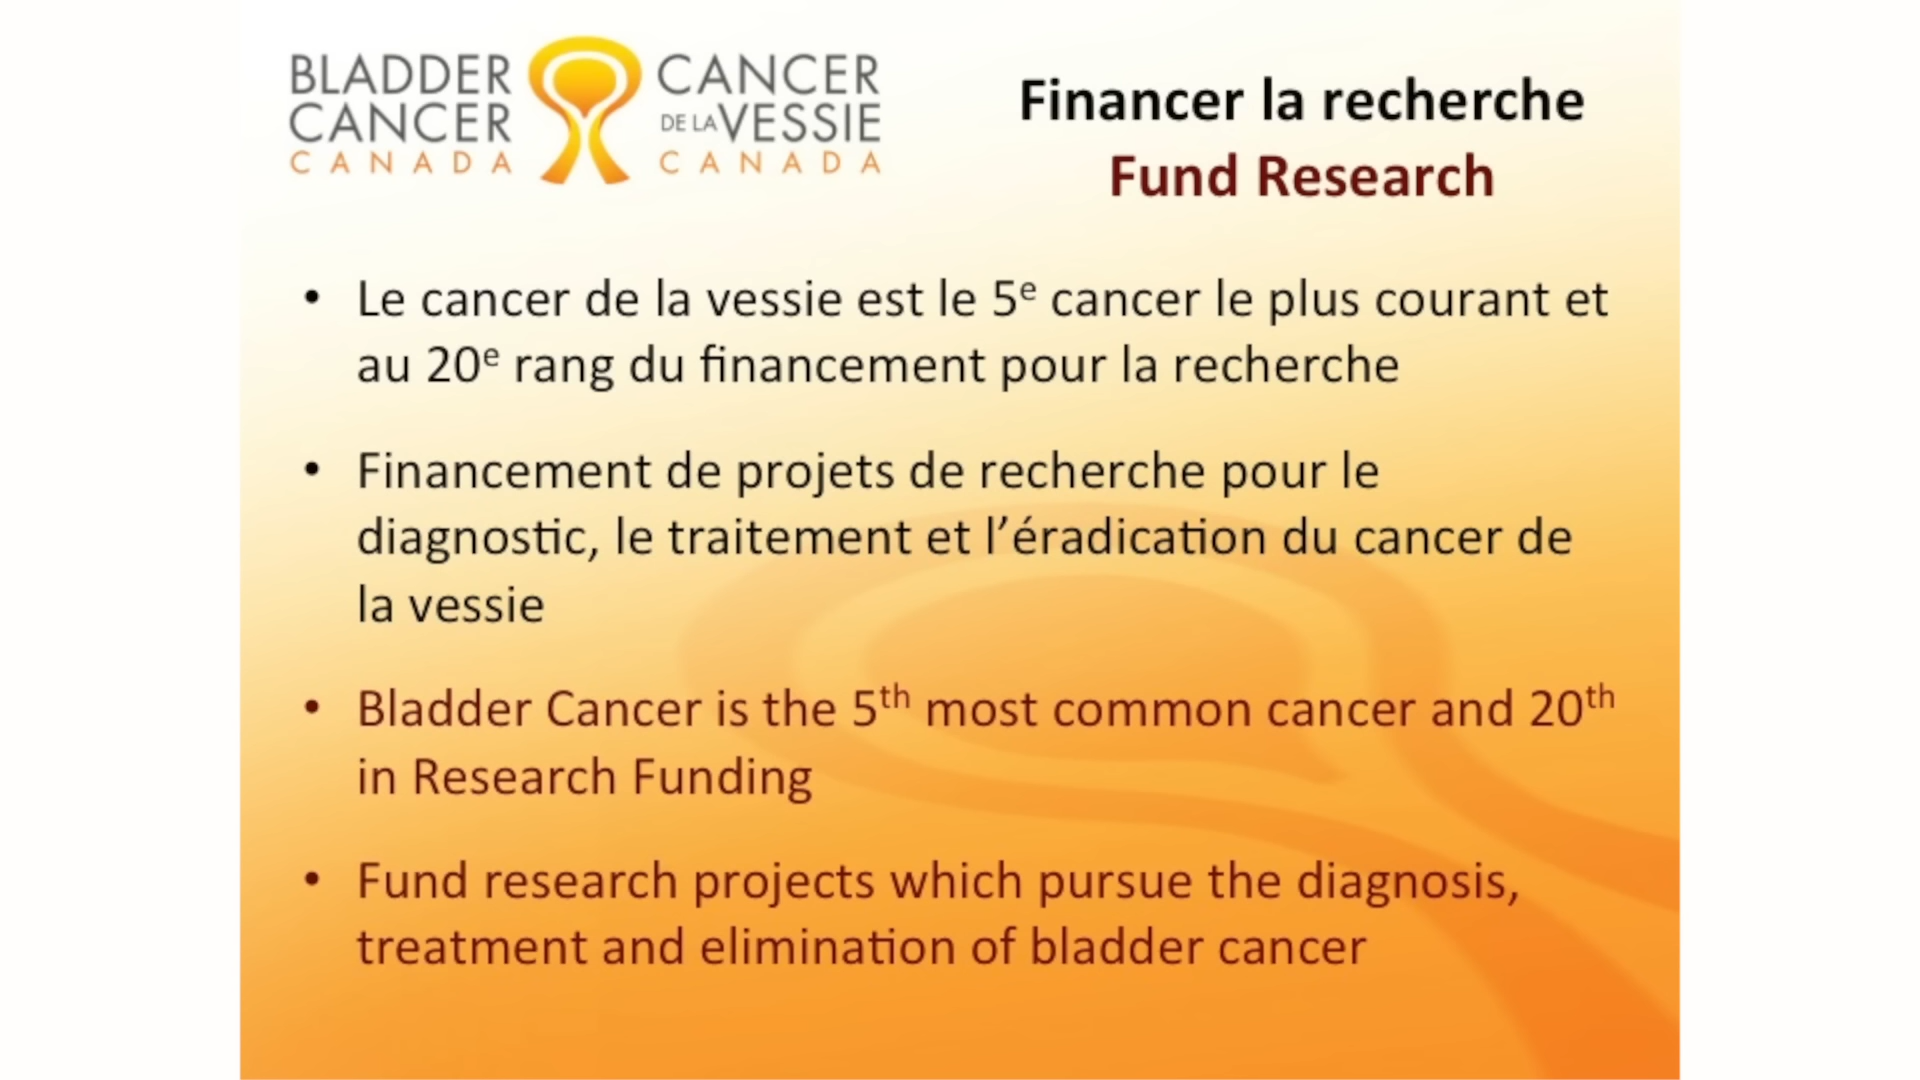 BLADDER
CANCER
CANADA
CANCER
DE LA VESSIE
CANADA
Financer la recherche
Fund Research
• Le cancer de la vessie est le 5e cancer le plus courant et
au 20e rang du financement pour la recherche
• Financement de projets de recherche pour le
diagnostic, le traitement et l’éradication du cancer de
la vessie
• Bladder Cancer is the 5th most common cancer and 20th
in Research Funding
• Fund research projects which pursue the diagnosis,
treatment and elimination of bladder cancer